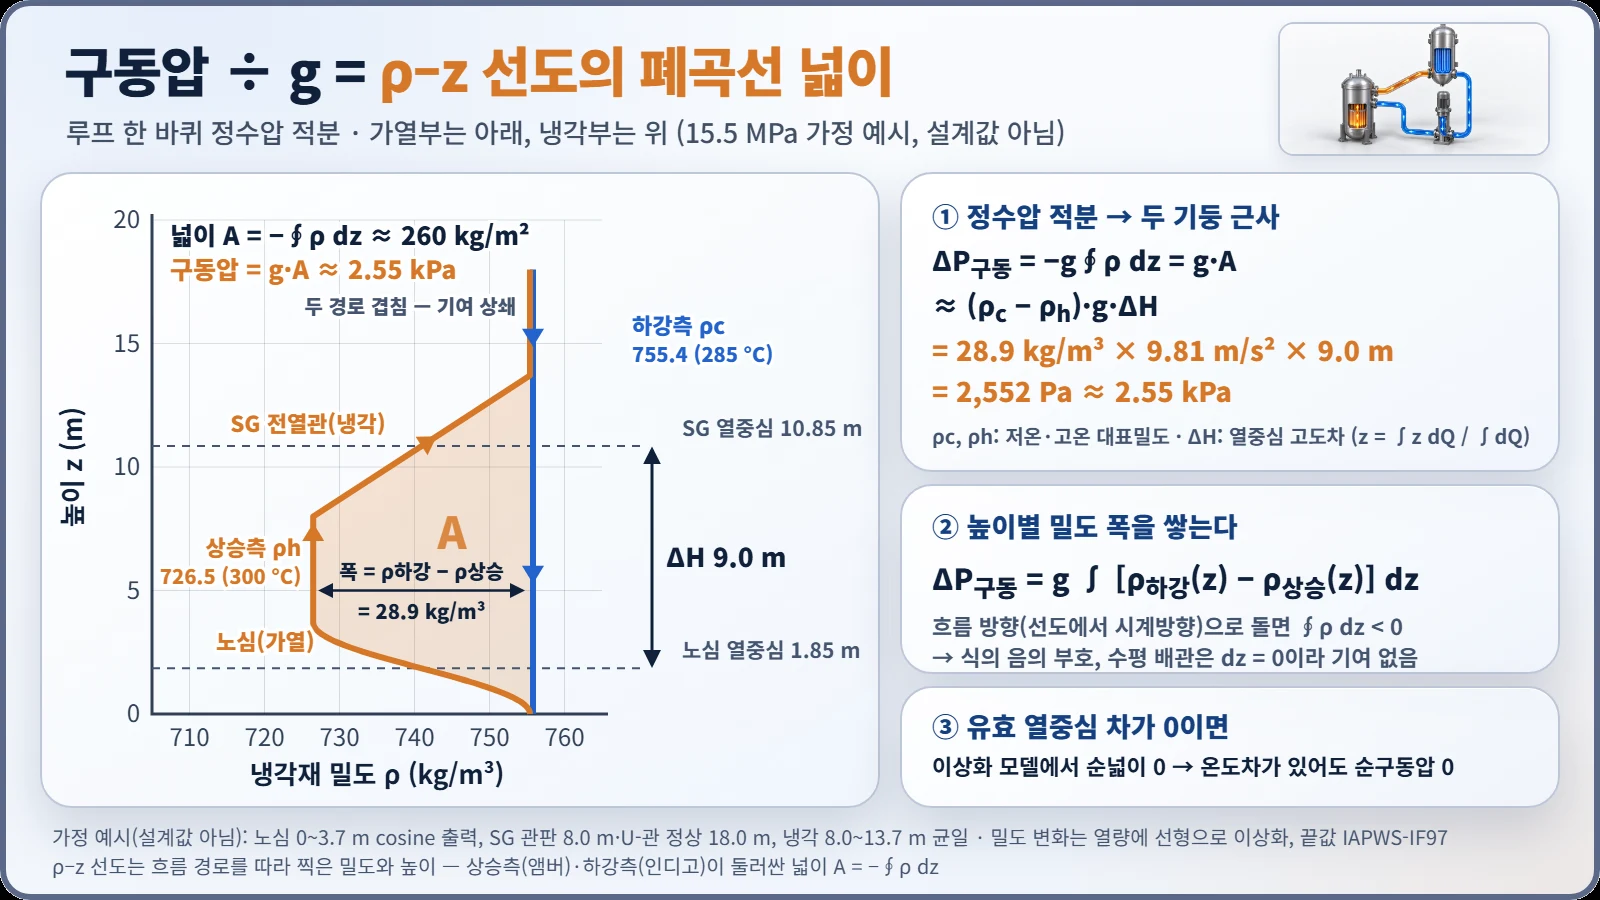 구동압 ÷ g = ρ−z 선도의 폐곡선 넓이
루프 한 바퀴 정수압 적분 · 가열부는 아래, 냉각부는 위 (15.5 MPa 가정 예시, 설계값 아님)
넓이 A = − ∮ ρ dz ≈ 260 kg/m²
구동압 = g·A ≈ 2.55 kPa
두 경로 겹침 — 기여 상쇄
하강측 ρc
755.4 (285 °C)
SG 전열관(냉각)
SG 열중심 10.85 m
A
상승측 ρh
726.5 (300 °C)
폭 = ρ하강 − ρ상승
= 28.9 kg/m³
ΔH 9.0 m
노심(가열)
노심 열중심 1.85 m
높이 z (m)
20
15
10
5
0
710 720 730 740 750 760
냉각재 밀도 ρ (kg/m³)
① 정수압 적분 → 두 기둥 근사
ΔP구동 = −g ∮ ρ dz = g·A
≈ (ρc − ρh)·g·ΔH
= 28.9 kg/m³ × 9.81 m/s² × 9.0 m
= 2,552 Pa ≈ 2.55 kPa
ρc, ρh: 저온·고온 대표밀도 · ΔH: 열중심 고도차 (z = ∫ z dQ / ∫ dQ)
② 높이별 밀도 폭을 쌓는다
ΔP구동 = g ∫ [ρ하강(z) − ρ상승(z)] dz
흐름 방향(선도에서 시계방향)으로 돌면 ∮ ρ dz < 0
→ 식의 음의 부호, 수평 배관은 dz = 0이라 기여 없음
③ 유효 열중심 차가 0이면
이상화 모델에서 순넓이 0 → 온도차가 있어도 순구동압 0
가정 예시(설계값 아님): 노심 0~3.7 m cosine 출력, SG 관판 8.0 m·U-관 정상 18.0 m, 냉각 8.0~13.7 m 균일 · 밀도 변화는 열량에 선형으로 이상화, 끝값 IAPWS-IF97
ρ−z 선도는 흐름 경로를 따라 찍은 밀도와 높이 — 상승측(앰버)·하강측(인디고)이 둘러싼 넓이 A = − ∮ ρ dz